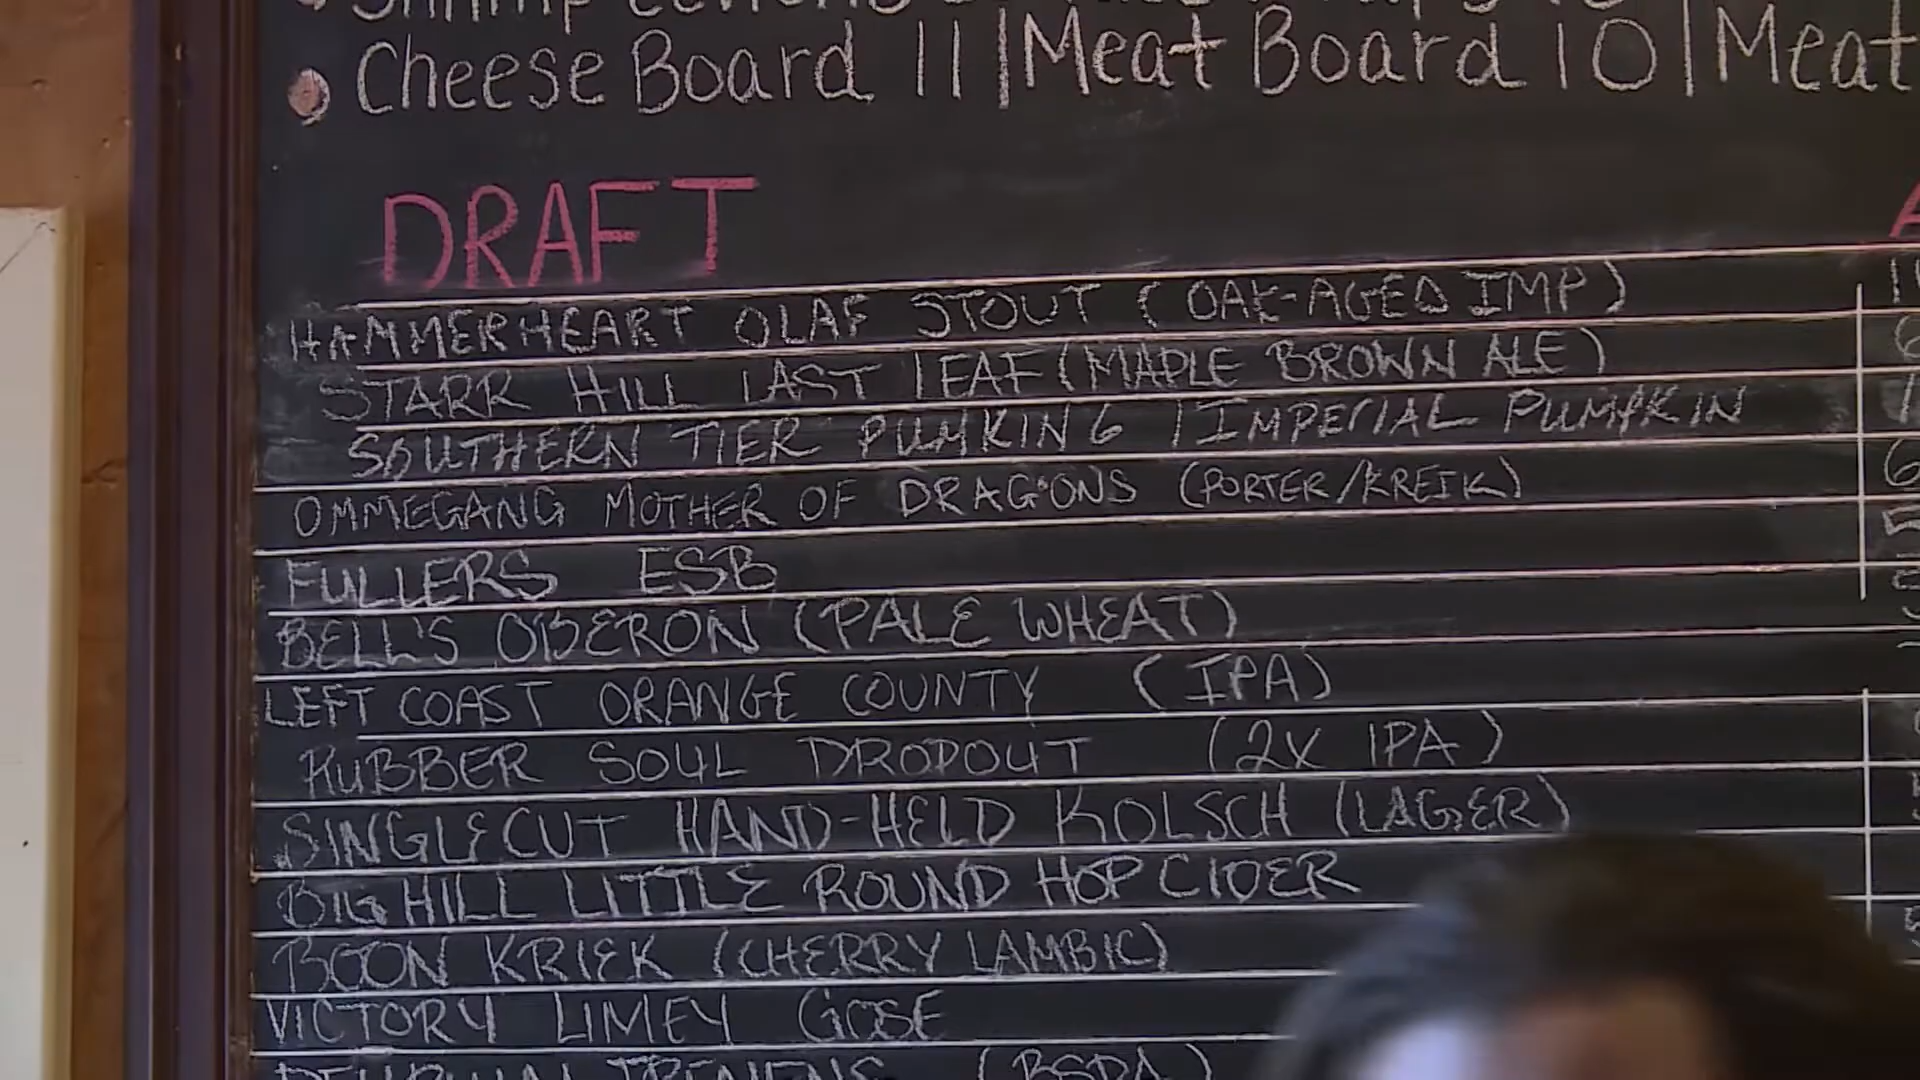 Shrimp
Cheese Board 11 | Meat Board 10 | Meat
DRAFT
HAMMERHEART OLAF STOUT (OAK-AGED IMP)
STARR HILL LAST LEAF (MAPLE BROWN ALE)
SOUTHERN TIER PUMKING / IMPERIAL PUMPKIN
OMMEGANG MOTHER OF DRAGONS (PORTER/KREIK)
FULLERS ESB
BELL'S OBERON (PALE WHEAT)
LEFT COAST ORANGE COUNTY (IPA)
RUBBER SOUL DROPOUT (2X IPA)
SINGLECUT HAND-HELD KOLSCH (LAGER)
BIG HILL LITTLE ROUND HOP CIDER
BOON KRIEK (CHERRY LAMBIC)
VICTORY LIMEY GOSE
(BSDA)